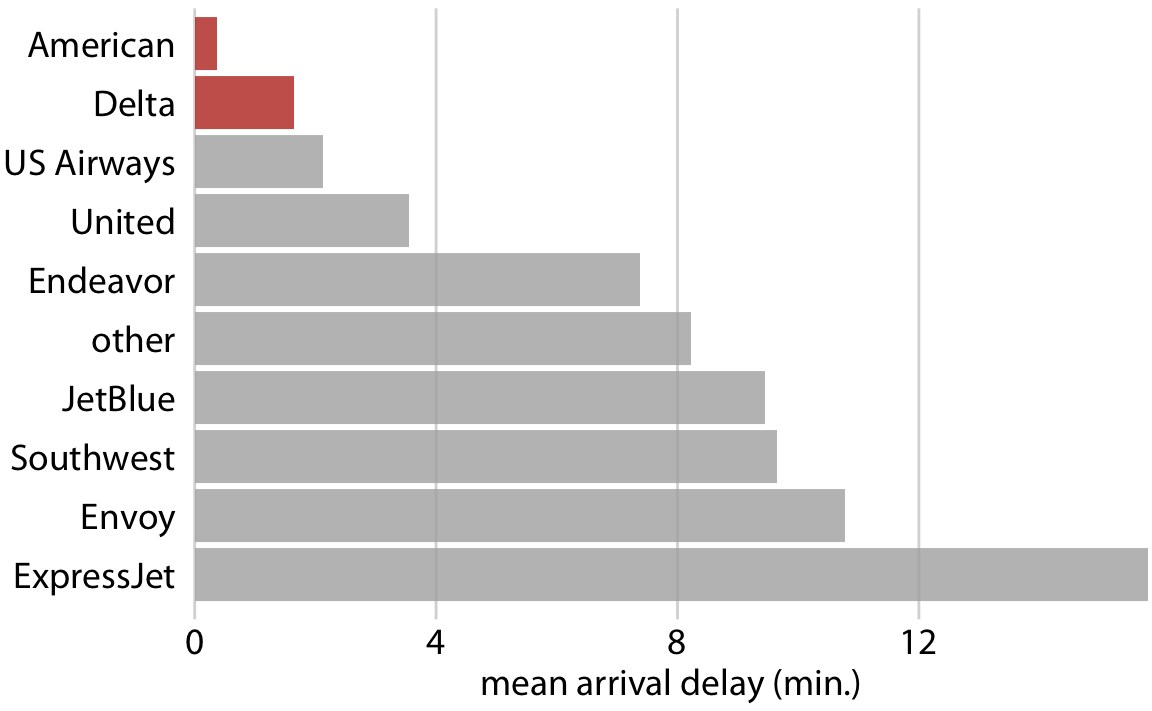 American
Delta
US Airways
United
Endeavor
other
JetBlue
Southwest
Envoy
ExpressJet
0 4 8 12
mean arrival delay (min.)